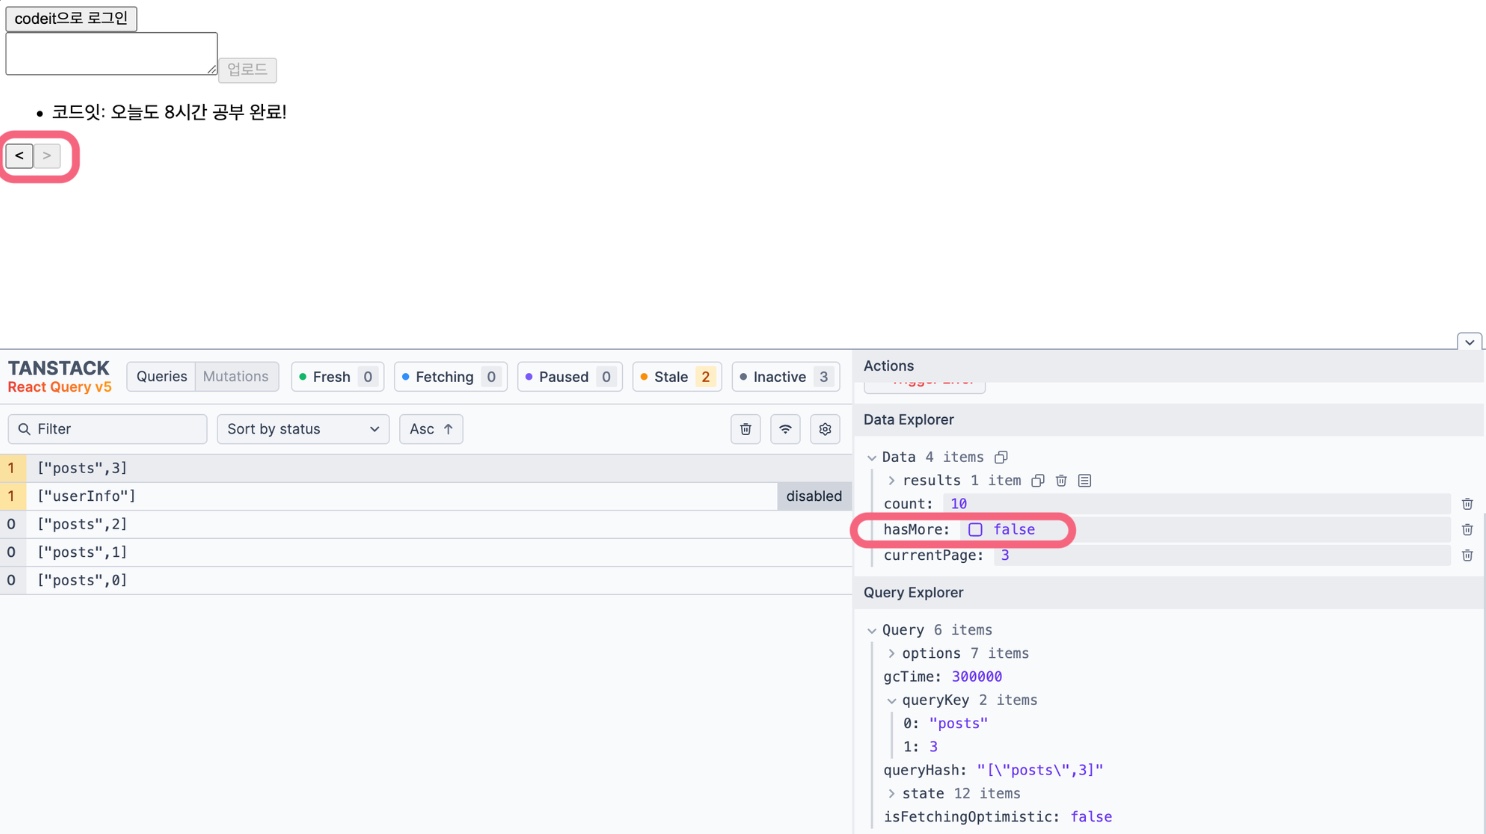 codeit으로 로그인
업로드
• 코드잇: 오늘도 8시간 공부 완료!
< >
TANSTACK
React Query v5
Queries Mutations
Fresh 0
Fetching 0
Paused 0
Stale 2
Inactive 3
Filter
Sort by status
Asc ↑
1 ["posts",3]
1 ["userInfo"] disabled
0 ["posts",2]
0 ["posts",1]
0 ["posts",0]
Actions
Trigger Error
Data Explorer
Data 4 items
results 1 item
count: 10
hasMore: false
currentPage: 3
Query Explorer
Query 6 items
options 7 items
gcTime: 300000
queryKey 2 items
0: "posts"
1: 3
queryHash: "[\"posts\",3]"
state 12 items
isFetchingOptimistic: false